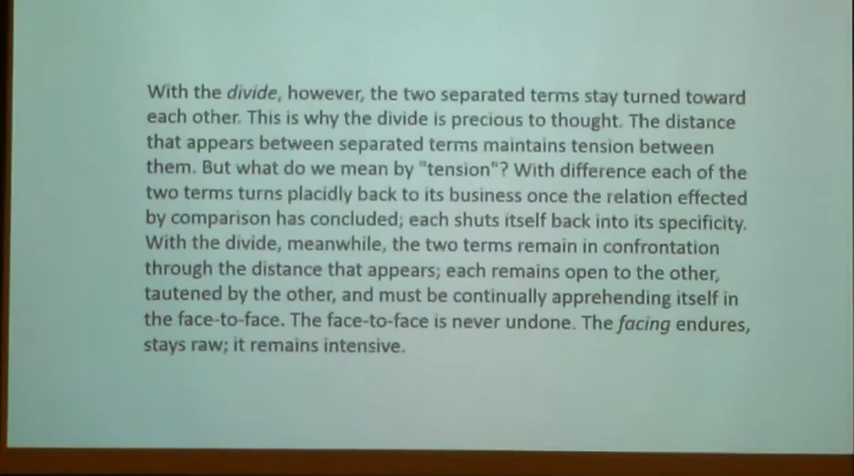 With the divide, however, the two separated terms stay turned toward
each other. This is why the divide is precious to thought. The distance
that appears between separated terms maintains tension between
them. But what do we mean by "tension"? With difference each of the
two terms turns placidly back to its business once the relation effected
by comparison has concluded; each shuts itself back into its specificity.
With the divide, meanwhile, the two terms remain in confrontation
through the distance that appears; each remains open to the other,
tautened by the other, and must be continually apprehending itself in
the face-to-face. The face-to-face is never undone. The facing endures,
stays raw; it remains intensive.